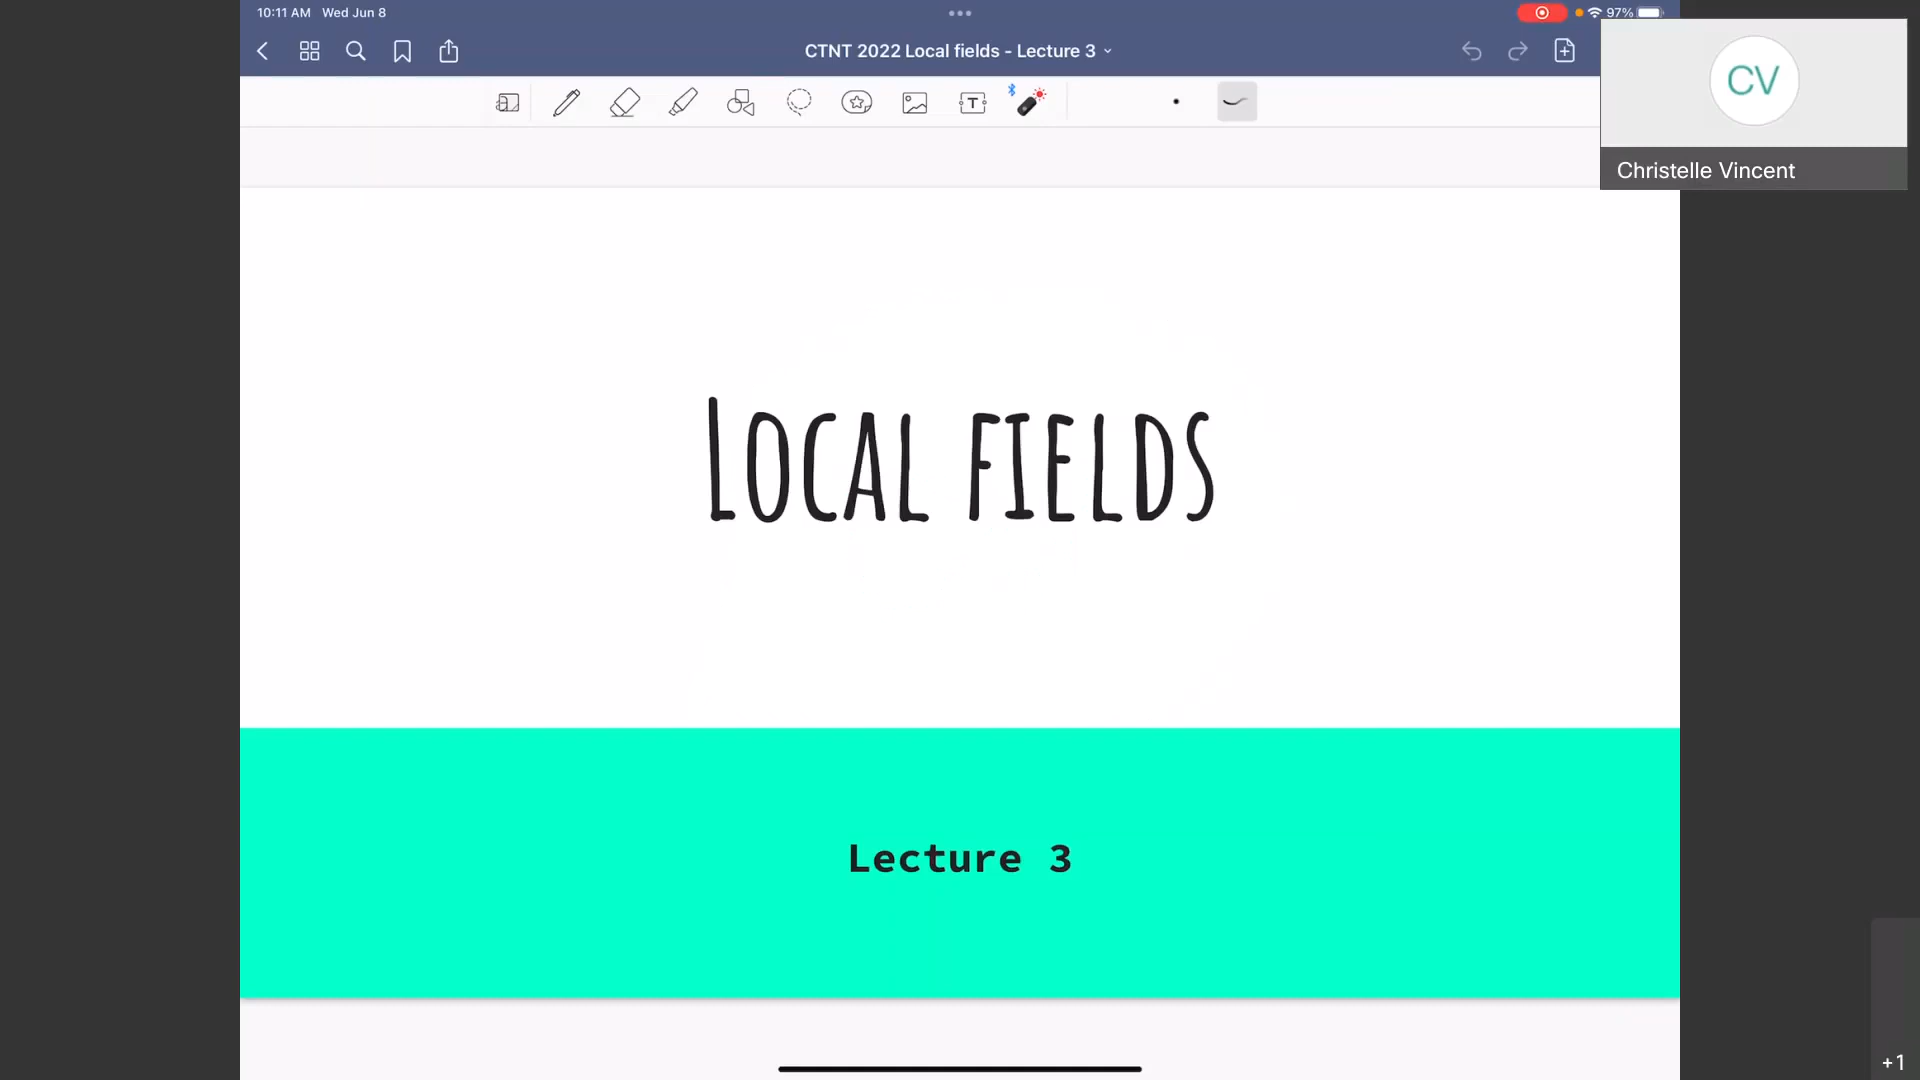 10:11 AM Wed Jun 8
97%
CTNT 2022 Local fields - Lecture 3
T
CV
Christelle Vincent
LOCAL FIELDS
Lecture 3
+1